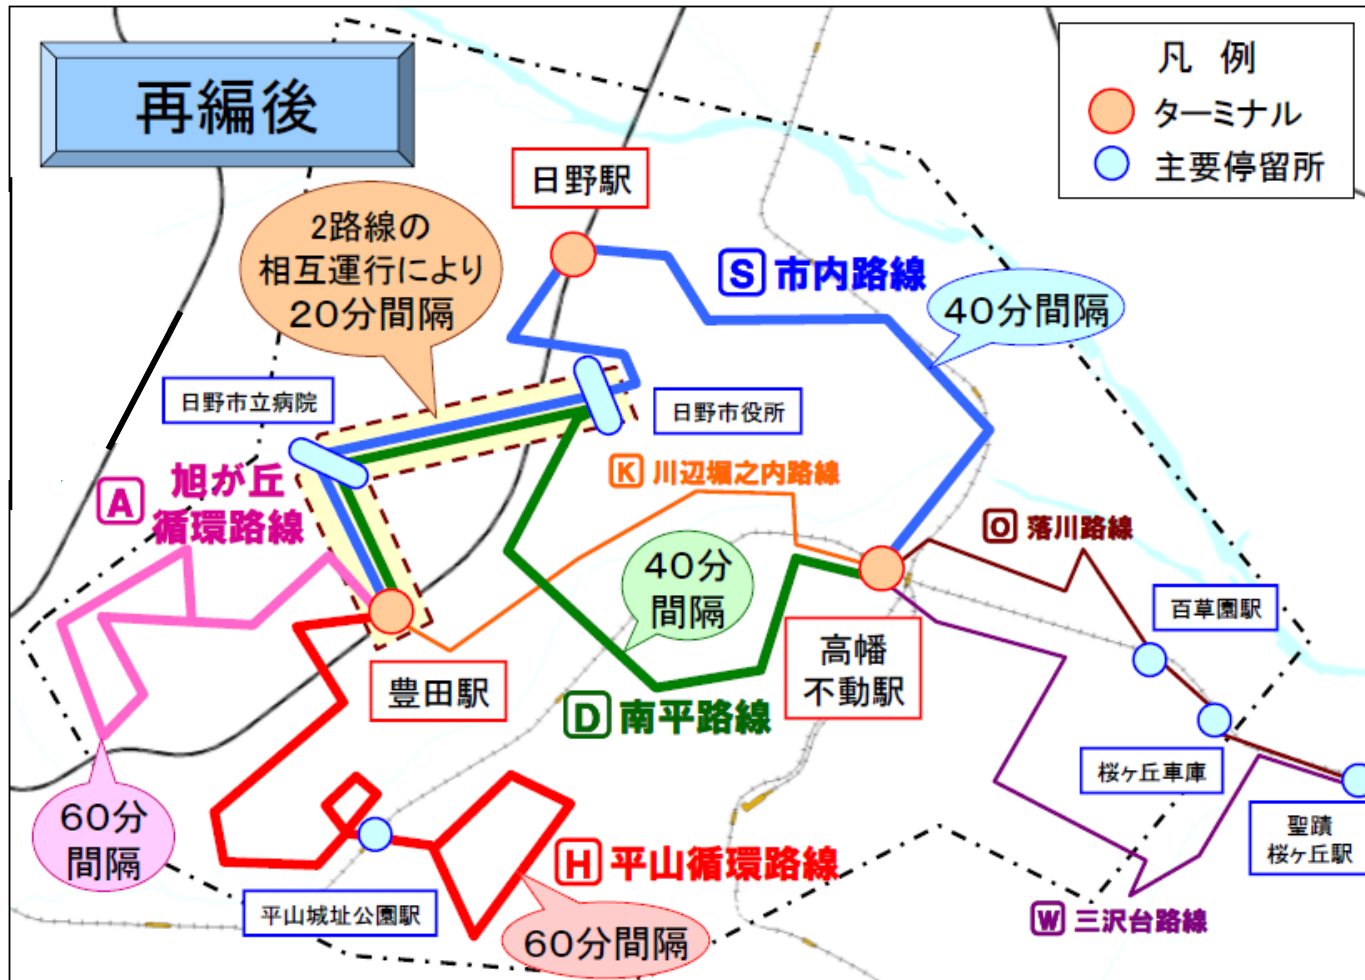 再編後
凡 例
ターミナル
主要停留所
日野駅
2路線の
相互運行により
20分間隔
S 市内路線
40分間隔
日野市立病院
日野市役所
A 旭が丘
循環路線
K 川辺堀之内路線
O 落川路線
40分
間隔
百草園駅
高幡
不動駅
豊田駅
D 南平路線
桜ヶ丘車庫
60分
間隔
聖蹟
桜ヶ丘駅
H 平山循環路線
平山城址公園駅
60分間隔
W 三沢台路線